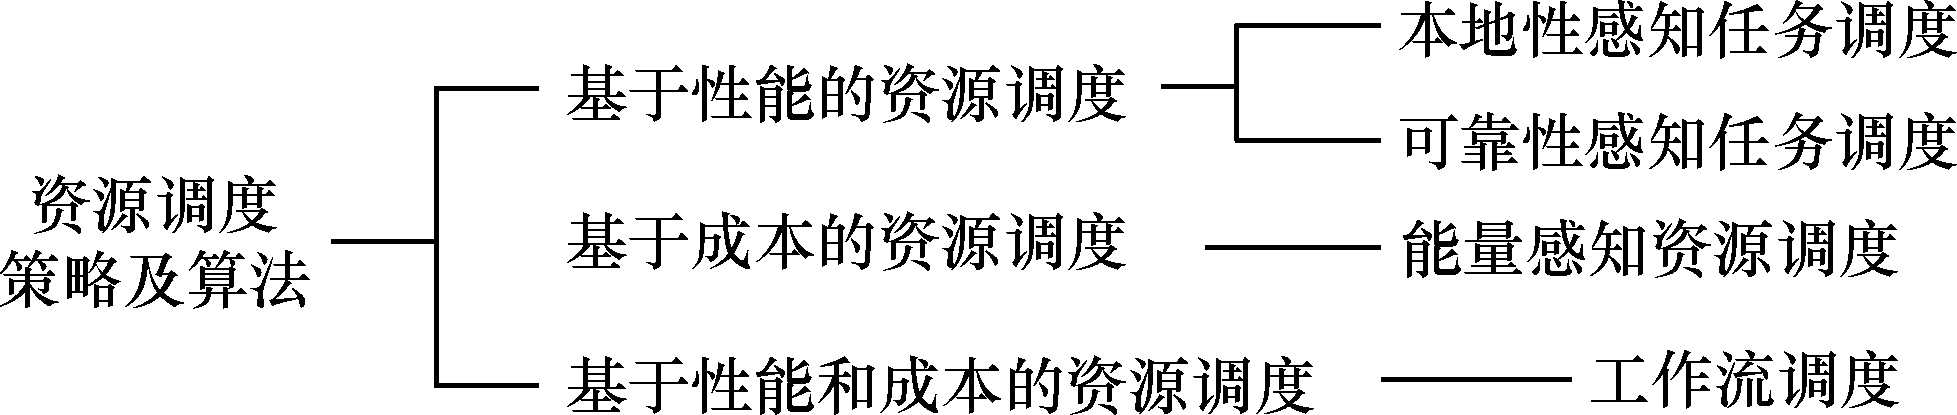 资源调度
策略及算法
基于性能的资源调度
本地性感知任务调度
可靠性感知任务调度
基于成本的资源调度
能量感知资源调度
基于性能和成本的资源调度
工作流调度